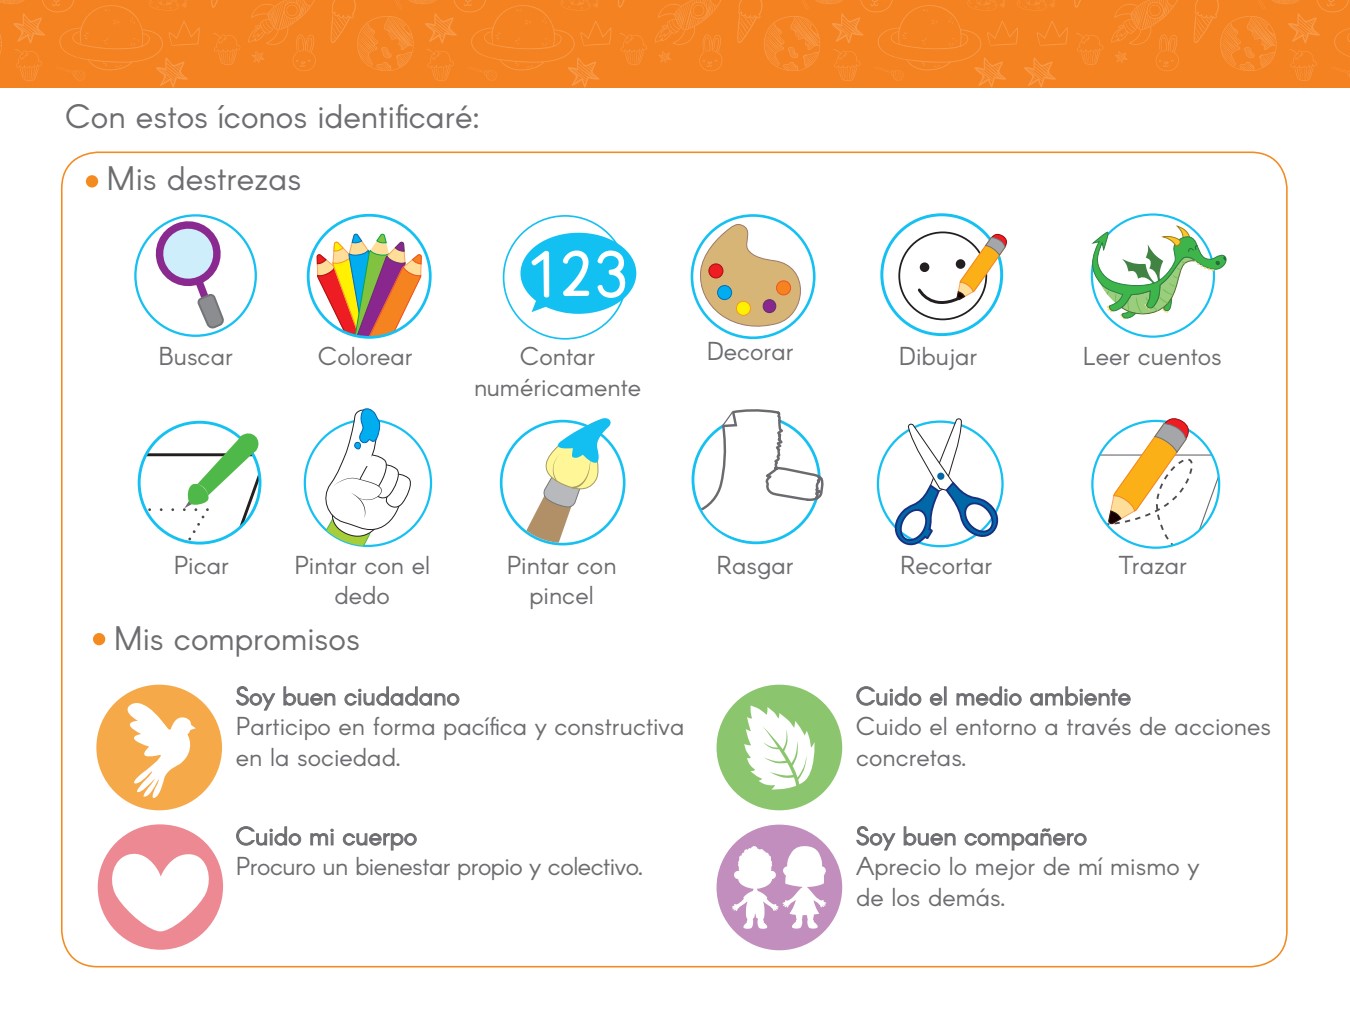 Con estos íconos identificaré:
• Mis destrezas
123
Buscar
Colorear
Contar
numéricamente
Decorar
Dibujar
Leer cuentos
Picar
Pintar con el
dedo
Pintar con
pincel
Rasgar
Recortar
Trazar
• Mis compromisos
Soy buen ciudadano
Participo en forma pacífica y constructiva
en la sociedad.
Cuido el medio ambiente
Cuido el entorno a través de acciones
concretas.
Cuido mi cuerpo
Procuro un bienestar propio y colectivo.
Soy buen compañero
Aprecio lo mejor de mí mismo y
de los demás.